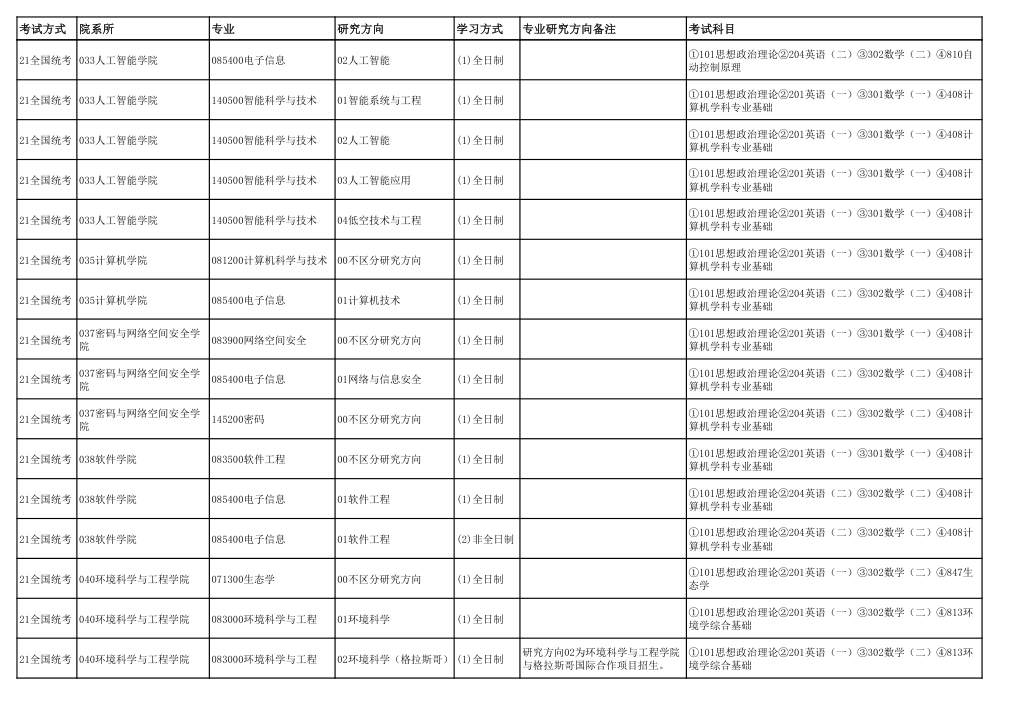 考试方式 院系所 专业 研究方向 学习方式 专业研究方向备注 考试科目
21全国统考 033人工智能学院 085400电子信息 02人工智能 (1)全日制 ①101思想政治理论②204英语（二）③302数学（二）④810自
动控制原理
21全国统考 033人工智能学院 140500智能科学与技术 01智能系统与工程 (1)全日制 ①101思想政治理论②201英语（一）③301数学（一）④408计
算机学科专业基础
21全国统考 033人工智能学院 140500智能科学与技术 02人工智能 (1)全日制 ①101思想政治理论②201英语（一）③301数学（一）④408计
算机学科专业基础
21全国统考 033人工智能学院 140500智能科学与技术 03人工智能应用 (1)全日制 ①101思想政治理论②201英语（一）③301数学（一）④408计
算机学科专业基础
21全国统考 033人工智能学院 140500智能科学与技术 04低空技术与工程 (1)全日制 ①101思想政治理论②201英语（一）③301数学（一）④408计
算机学科专业基础
21全国统考 035计算机学院 081200计算机科学与技术 00不区分研究方向 (1)全日制 ①101思想政治理论②201英语（一）③301数学（一）④408计
算机学科专业基础
21全国统考 035计算机学院 085400电子信息 01计算机技术 (1)全日制 ①101思想政治理论②204英语（二）③302数学（二）④408计
算机学科专业基础
21全国统考 037密码与网络空间安全学
院 083900网络空间安全 00不区分研究方向 (1)全日制 ①101思想政治理论②201英语（一）③301数学（一）④408计
算机学科专业基础
21全国统考 037密码与网络空间安全学
院 085400电子信息 01网络与信息安全 (1)全日制 ①101思想政治理论②204英语（二）③302数学（二）④408计
算机学科专业基础
21全国统考 037密码与网络空间安全学
院 145200密码 00不区分研究方向 (1)全日制 ①101思想政治理论②204英语（二）③302数学（二）④408计
算机学科专业基础
21全国统考 038软件学院 083500软件工程 00不区分研究方向 (1)全日制 ①101思想政治理论②201英语（一）③301数学（一）④408计
算机学科专业基础
21全国统考 038软件学院 085400电子信息 01软件工程 (1)全日制 ①101思想政治理论②204英语（二）③302数学（二）④408计
算机学科专业基础
21全国统考 038软件学院 085400电子信息 01软件工程 (2)非全日制 ①101思想政治理论②204英语（二）③302数学（二）④408计
算机学科专业基础
21全国统考 040环境科学与工程学院 071300生态学 00不区分研究方向 (1)全日制 ①101思想政治理论②201英语（一）③302数学（二）④847生
态学
21全国统考 040环境科学与工程学院 083000环境科学与工程 01环境科学 (1)全日制 ①101思想政治理论②201英语（一）③302数学（二）④813环
境学综合基础
21全国统考 040环境科学与工程学院 083000环境科学与工程 02环境科学（格拉斯哥） (1)全日制 研究方向02为环境科学与工程学院
与格拉斯哥国际合作项目招生。 ①101思想政治理论②201英语（一）③302数学（二）④813环
境学综合基础